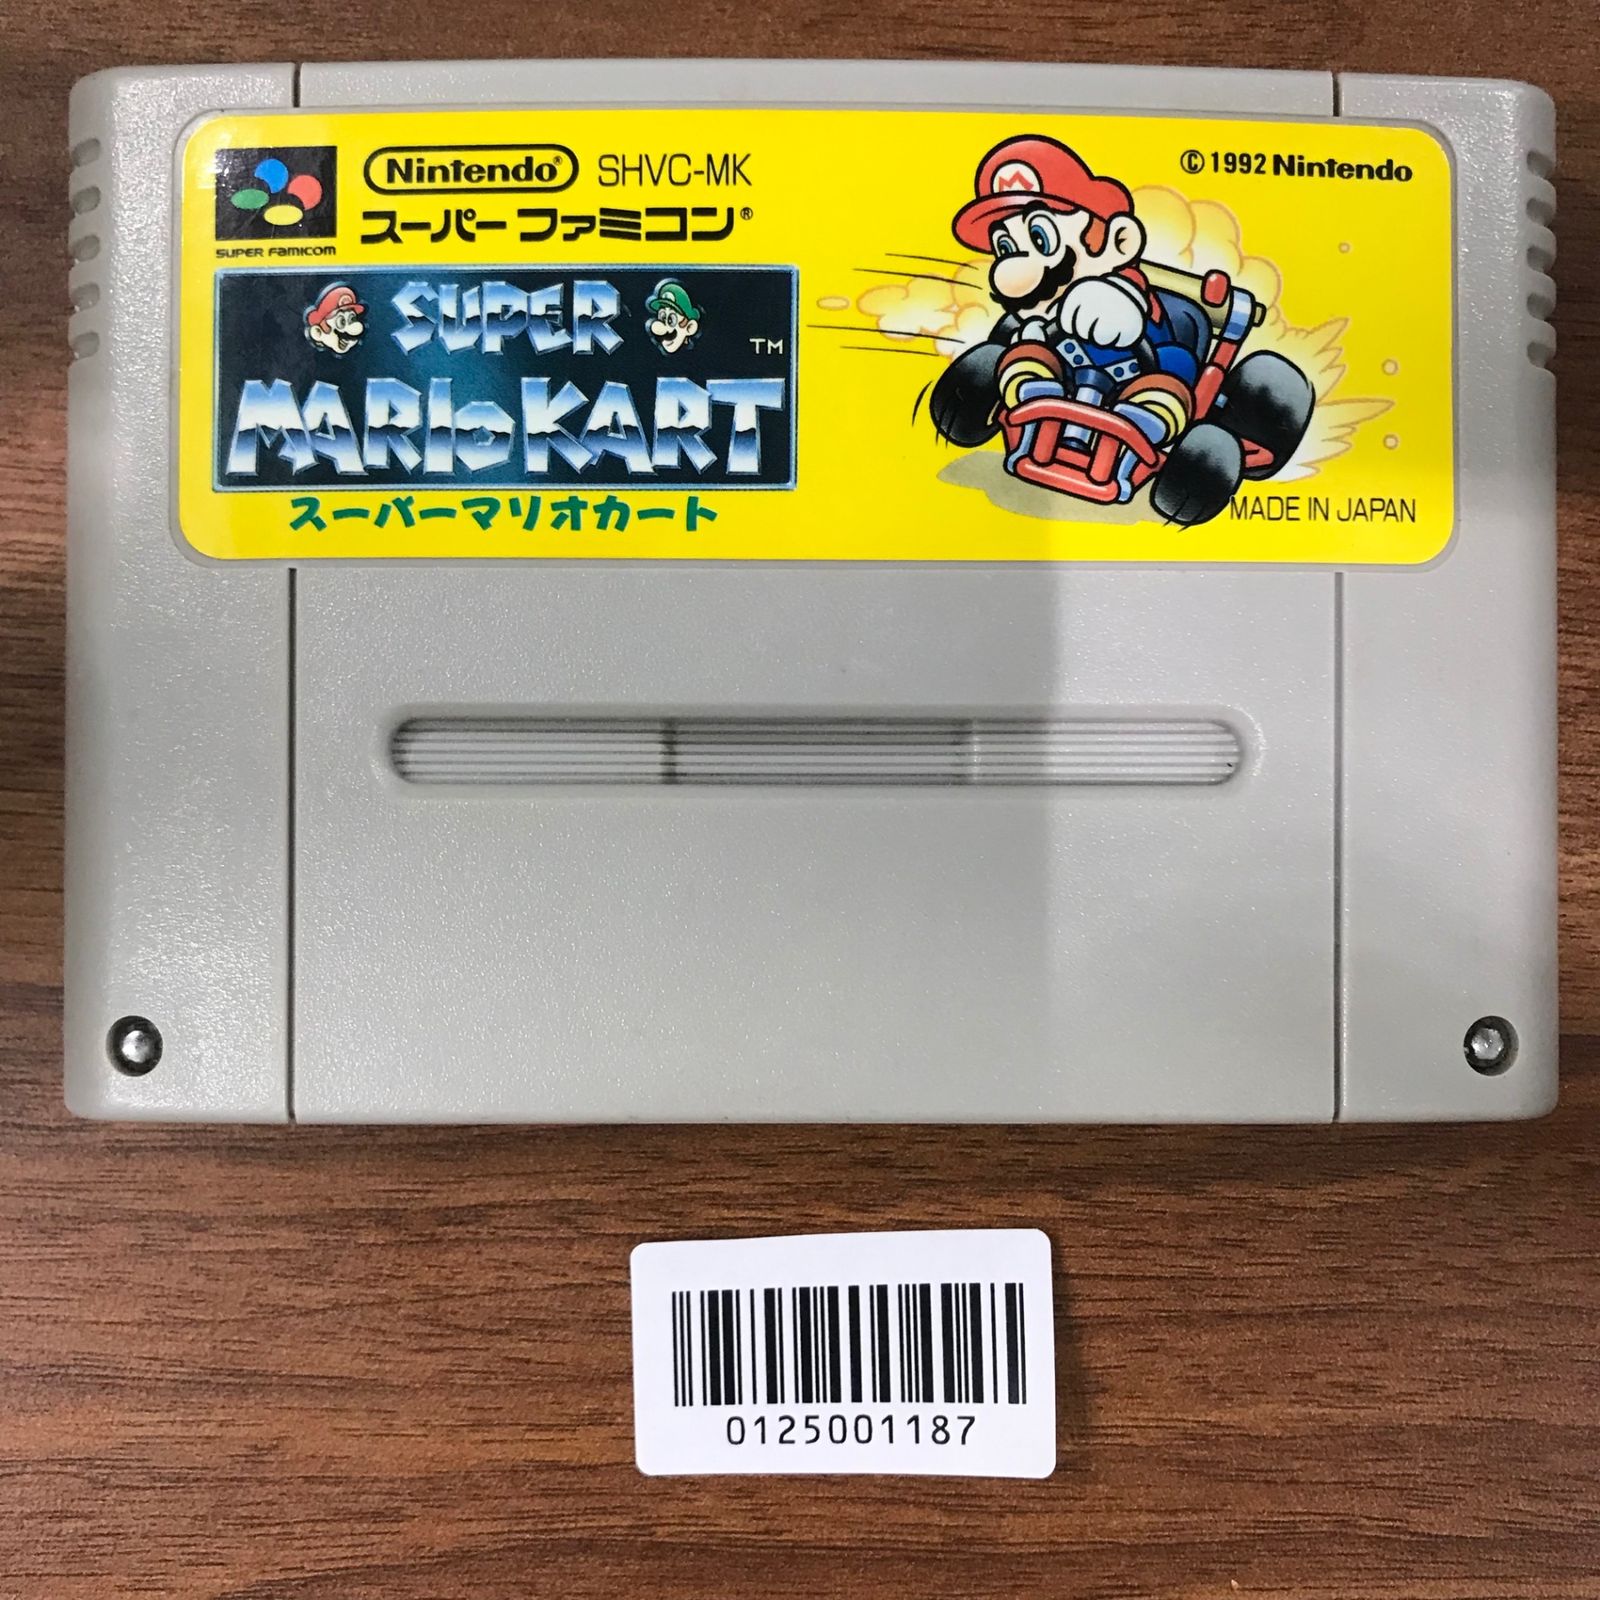 Nintendo® SHVC-MK
スーパーファミコン®
SUPER FAMICOM
© 1992 Nintendo
SUPER
MARIO KART
TM
スーパーマリオカート
M
MADE IN JAPAN
0125001187